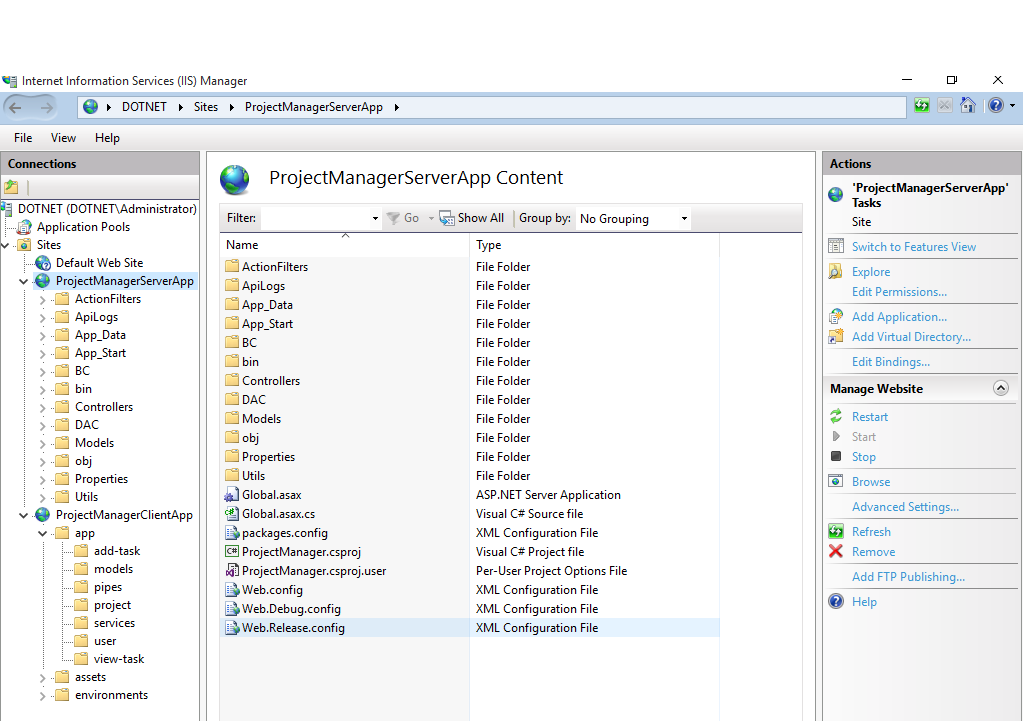 Internet Information Services (IIS) Manager
DOTNET Sites ProjectManagerServerApp
File View Help
Connections
DOTNET (DOTNET\Administrator)
Application Pools
Sites
Default Web Site
ProjectManagerServerApp
ActionFilters
ApiLogs
App_Data
App_Start
BC
bin
Controllers
DAC
Models
obj
Properties
Utils
ProjectManagerClientApp
app
add-task
models
pipes
project
services
user
view-task
assets
environments
ProjectManagerServerApp Content
Filter: Go Show All Group by: No Grouping
Name Type
ActionFilters File Folder
ApiLogs File Folder
App_Data File Folder
App_Start File Folder
BC File Folder
bin File Folder
Controllers File Folder
DAC File Folder
Models File Folder
obj File Folder
Properties File Folder
Utils File Folder
Global.asax ASP.NET Server Application
Global.asax.cs Visual C# Source file
packages.config XML Configuration File
ProjectManager.csproj Visual C# Project file
ProjectManager.csproj.user Per-User Project Options File
Web.config XML Configuration File
Web.Debug.config XML Configuration File
Web.Release.config XML Configuration File
Actions
'ProjectManagerServerApp'
Tasks
Site
Switch to Features View
Explore
Edit Permissions...
Add Application...
Add Virtual Directory...
Edit Bindings...
Manage Website
Restart
Start
Stop
Browse
Advanced Settings...
Refresh
Remove
Add FTP Publishing...
Help